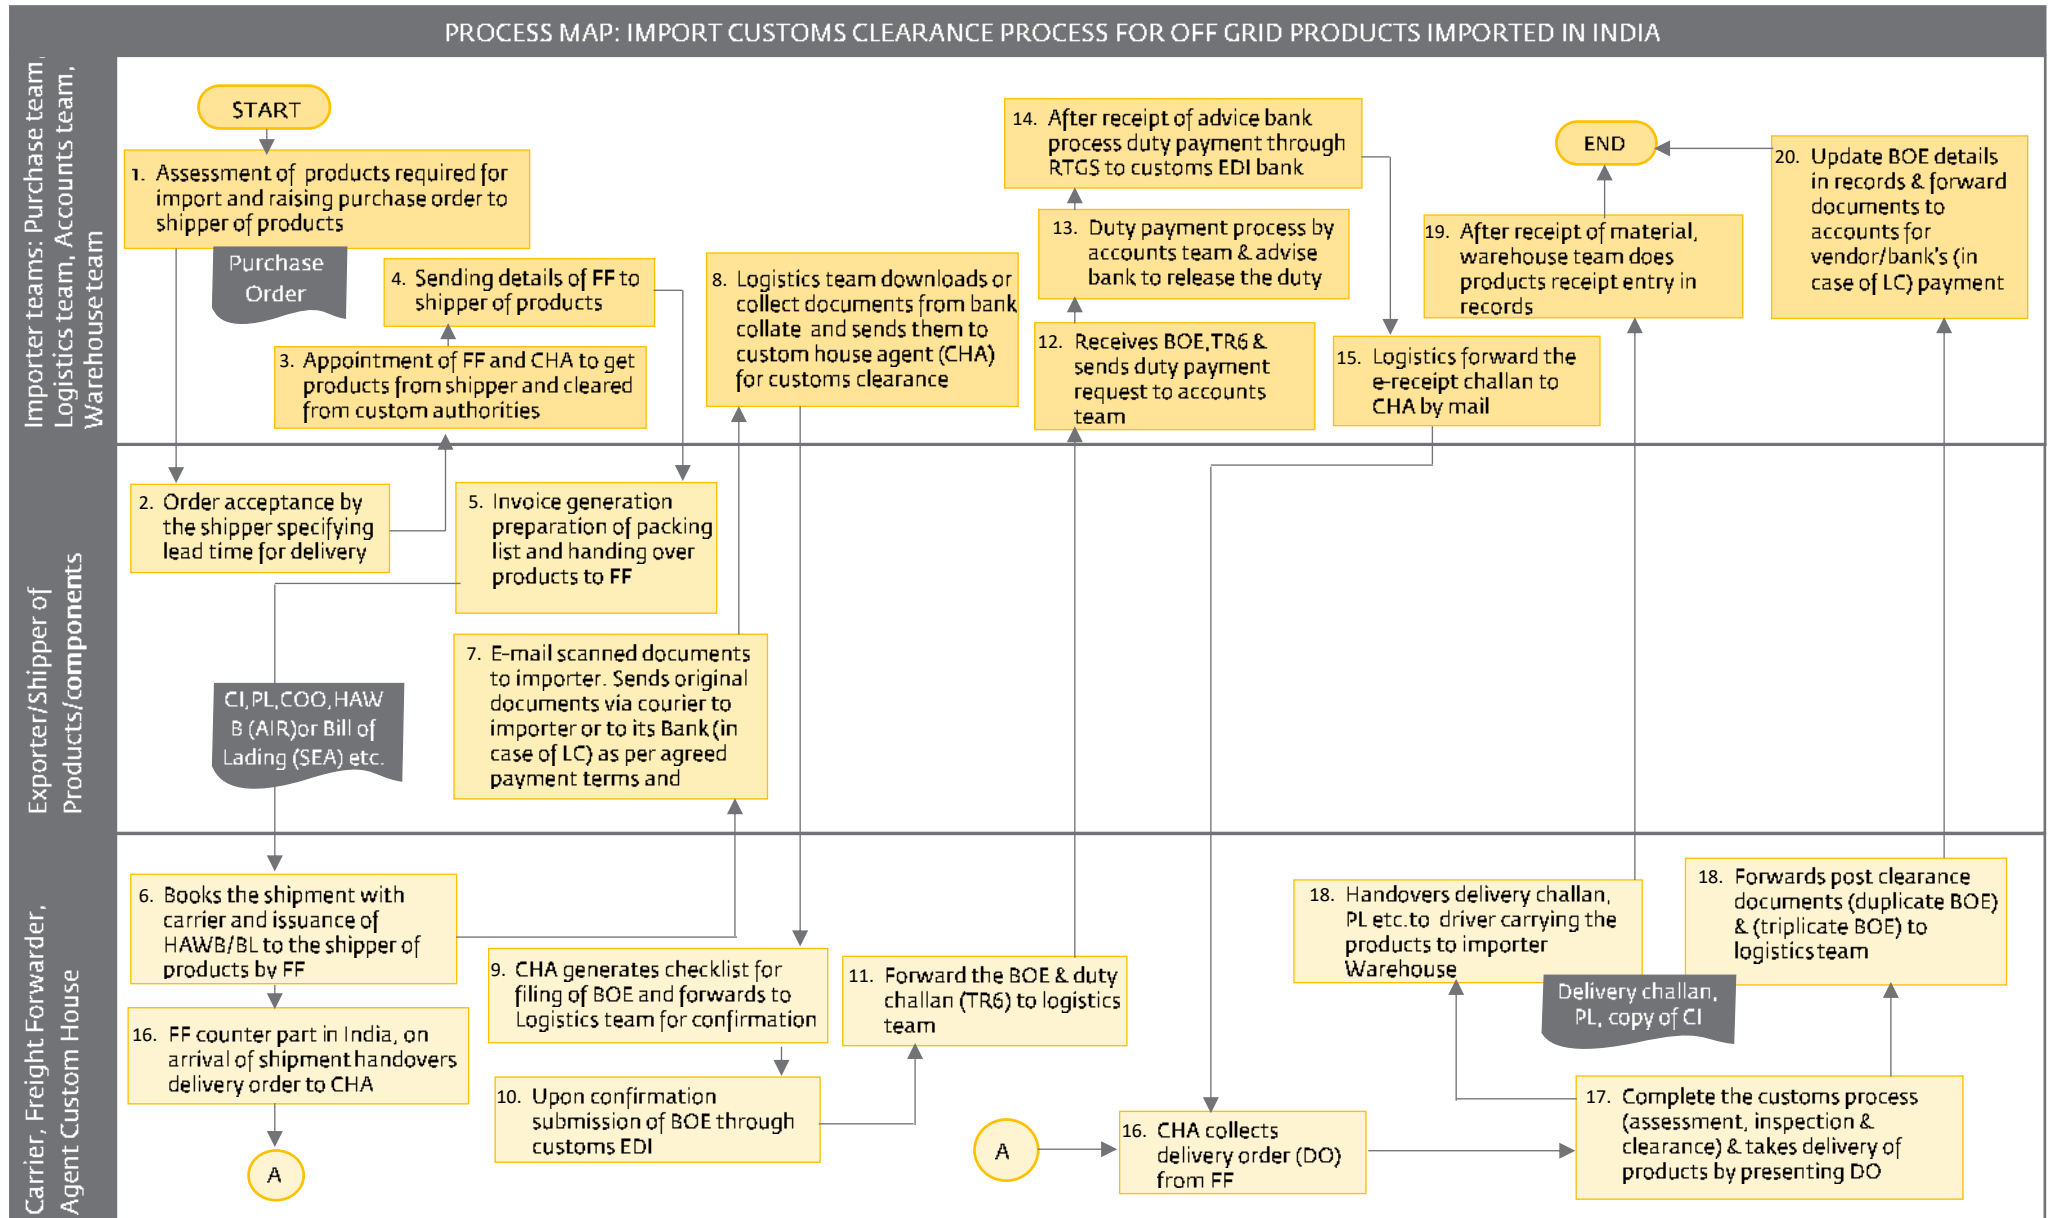 PROCESS MAP: IMPORT CUSTOMS CLEARANCE PROCESS FOR OFF GRID PRODUCTS IMPORTED IN INDIA
Importer teams: Purchase team,
Logistics team, Accounts team,
Warehouse team
START
1. Assessment of products required for
import and raising purchase order to
shipper of products
Purchase
Order
4. Sending details of FF to
shipper of products
3. Appointment of FF and CHA to get
products from shipper and cleared
from custom authorities
8. Logistics team downloads or
collect documents from bank
collate and sends them to
custom house agent (CHA)
for customs clearance
14. After receipt of advice bank
process duty payment through
RTGS to customs EDI bank
13. Duty payment process by
accounts team & advise
bank to release the duty
12. Receives BOE,TR6 &
sends duty payment
request to accounts
team
15. Logistics forward the
e-receipt challan to
CHA by mail
END
19. After receipt of material,
warehouse team does
products receipt entry in
records
20. Update BOE details
in records & forward
documents to
accounts for
vendor/bank's (in
case of LC) payment
Exporter/Shipper of
Products/components
2. Order acceptance by
the shipper specifying
lead time for delivery
5. Invoice generation
preparation of packing
list and handing over
products to FF
CI,PL,COO,HAW
B (AIR)or Bill of
Lading (SEA) etc.
7. E-mail scanned documents
to importer. Sends original
documents via courier to
importer or to its Bank (in
case of LC) as per agreed
payment terms and
Carrier, Freight Forwarder,
Agent Custom House
6. Books the shipment with
carrier and issuance of
HAWB/BL to the shipper of
products by FF
16. FF counter part in India, on
arrival of shipment handovers
delivery order to CHA
A
9. CHA generates checklist for
filing of BOE and forwards to
Logistics team for confirmation
10. Upon confirmation
submission of BOE through
customs EDI
11. Forward the BOE & duty
challan (TR6) to logistics
team
A
16. CHA collects
delivery order (DO)
from FF
18. Handovers delivery challan,
PL etc.to driver carrying the
products to importer
Warehouse
Delivery challan,
PL, copy of CI
18. Forwards post clearance
documents (duplicate BOE)
& (triplicate BOE) to
logistics team
17. Complete the customs process
(assessment, inspection &
clearance) & takes delivery of
products by presenting DO